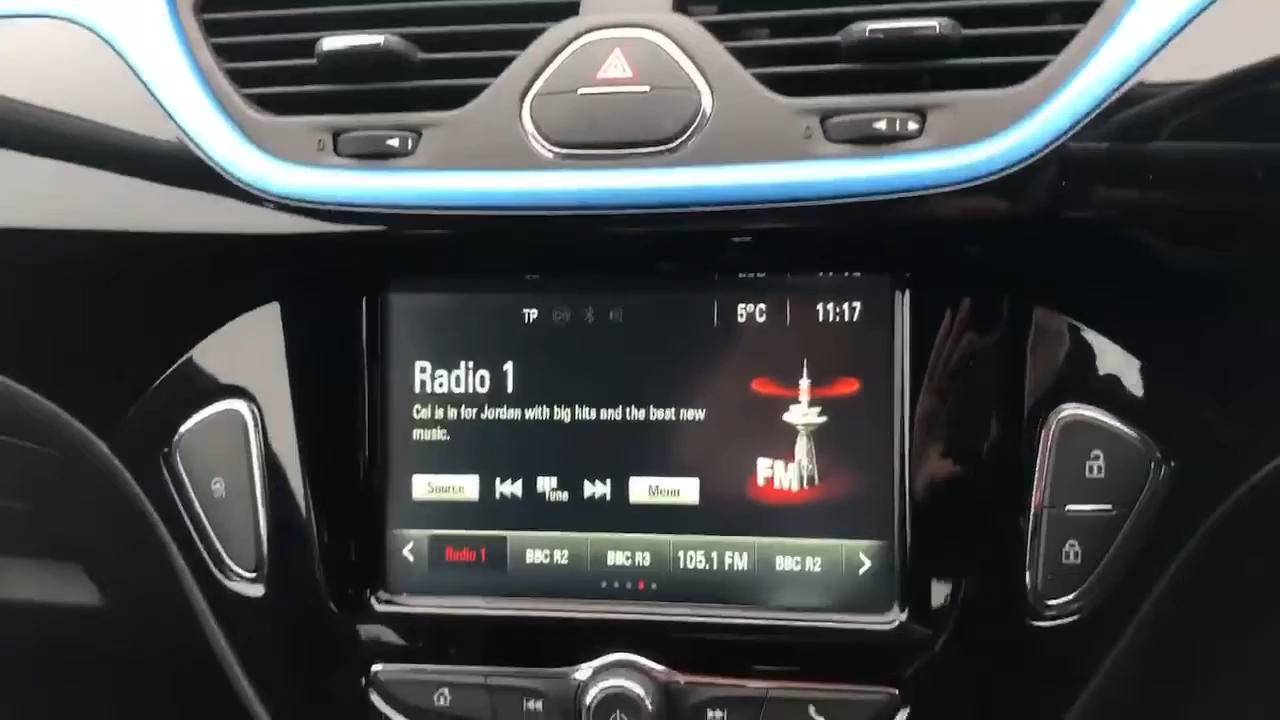 TP 5°C 11:17
Radio 1
Cel is in for Jordan with big hits and the best new
music.
FM
Source Tune Menu
Radio 1 BBC R2 BBC R3 105.1 FM BBC R2